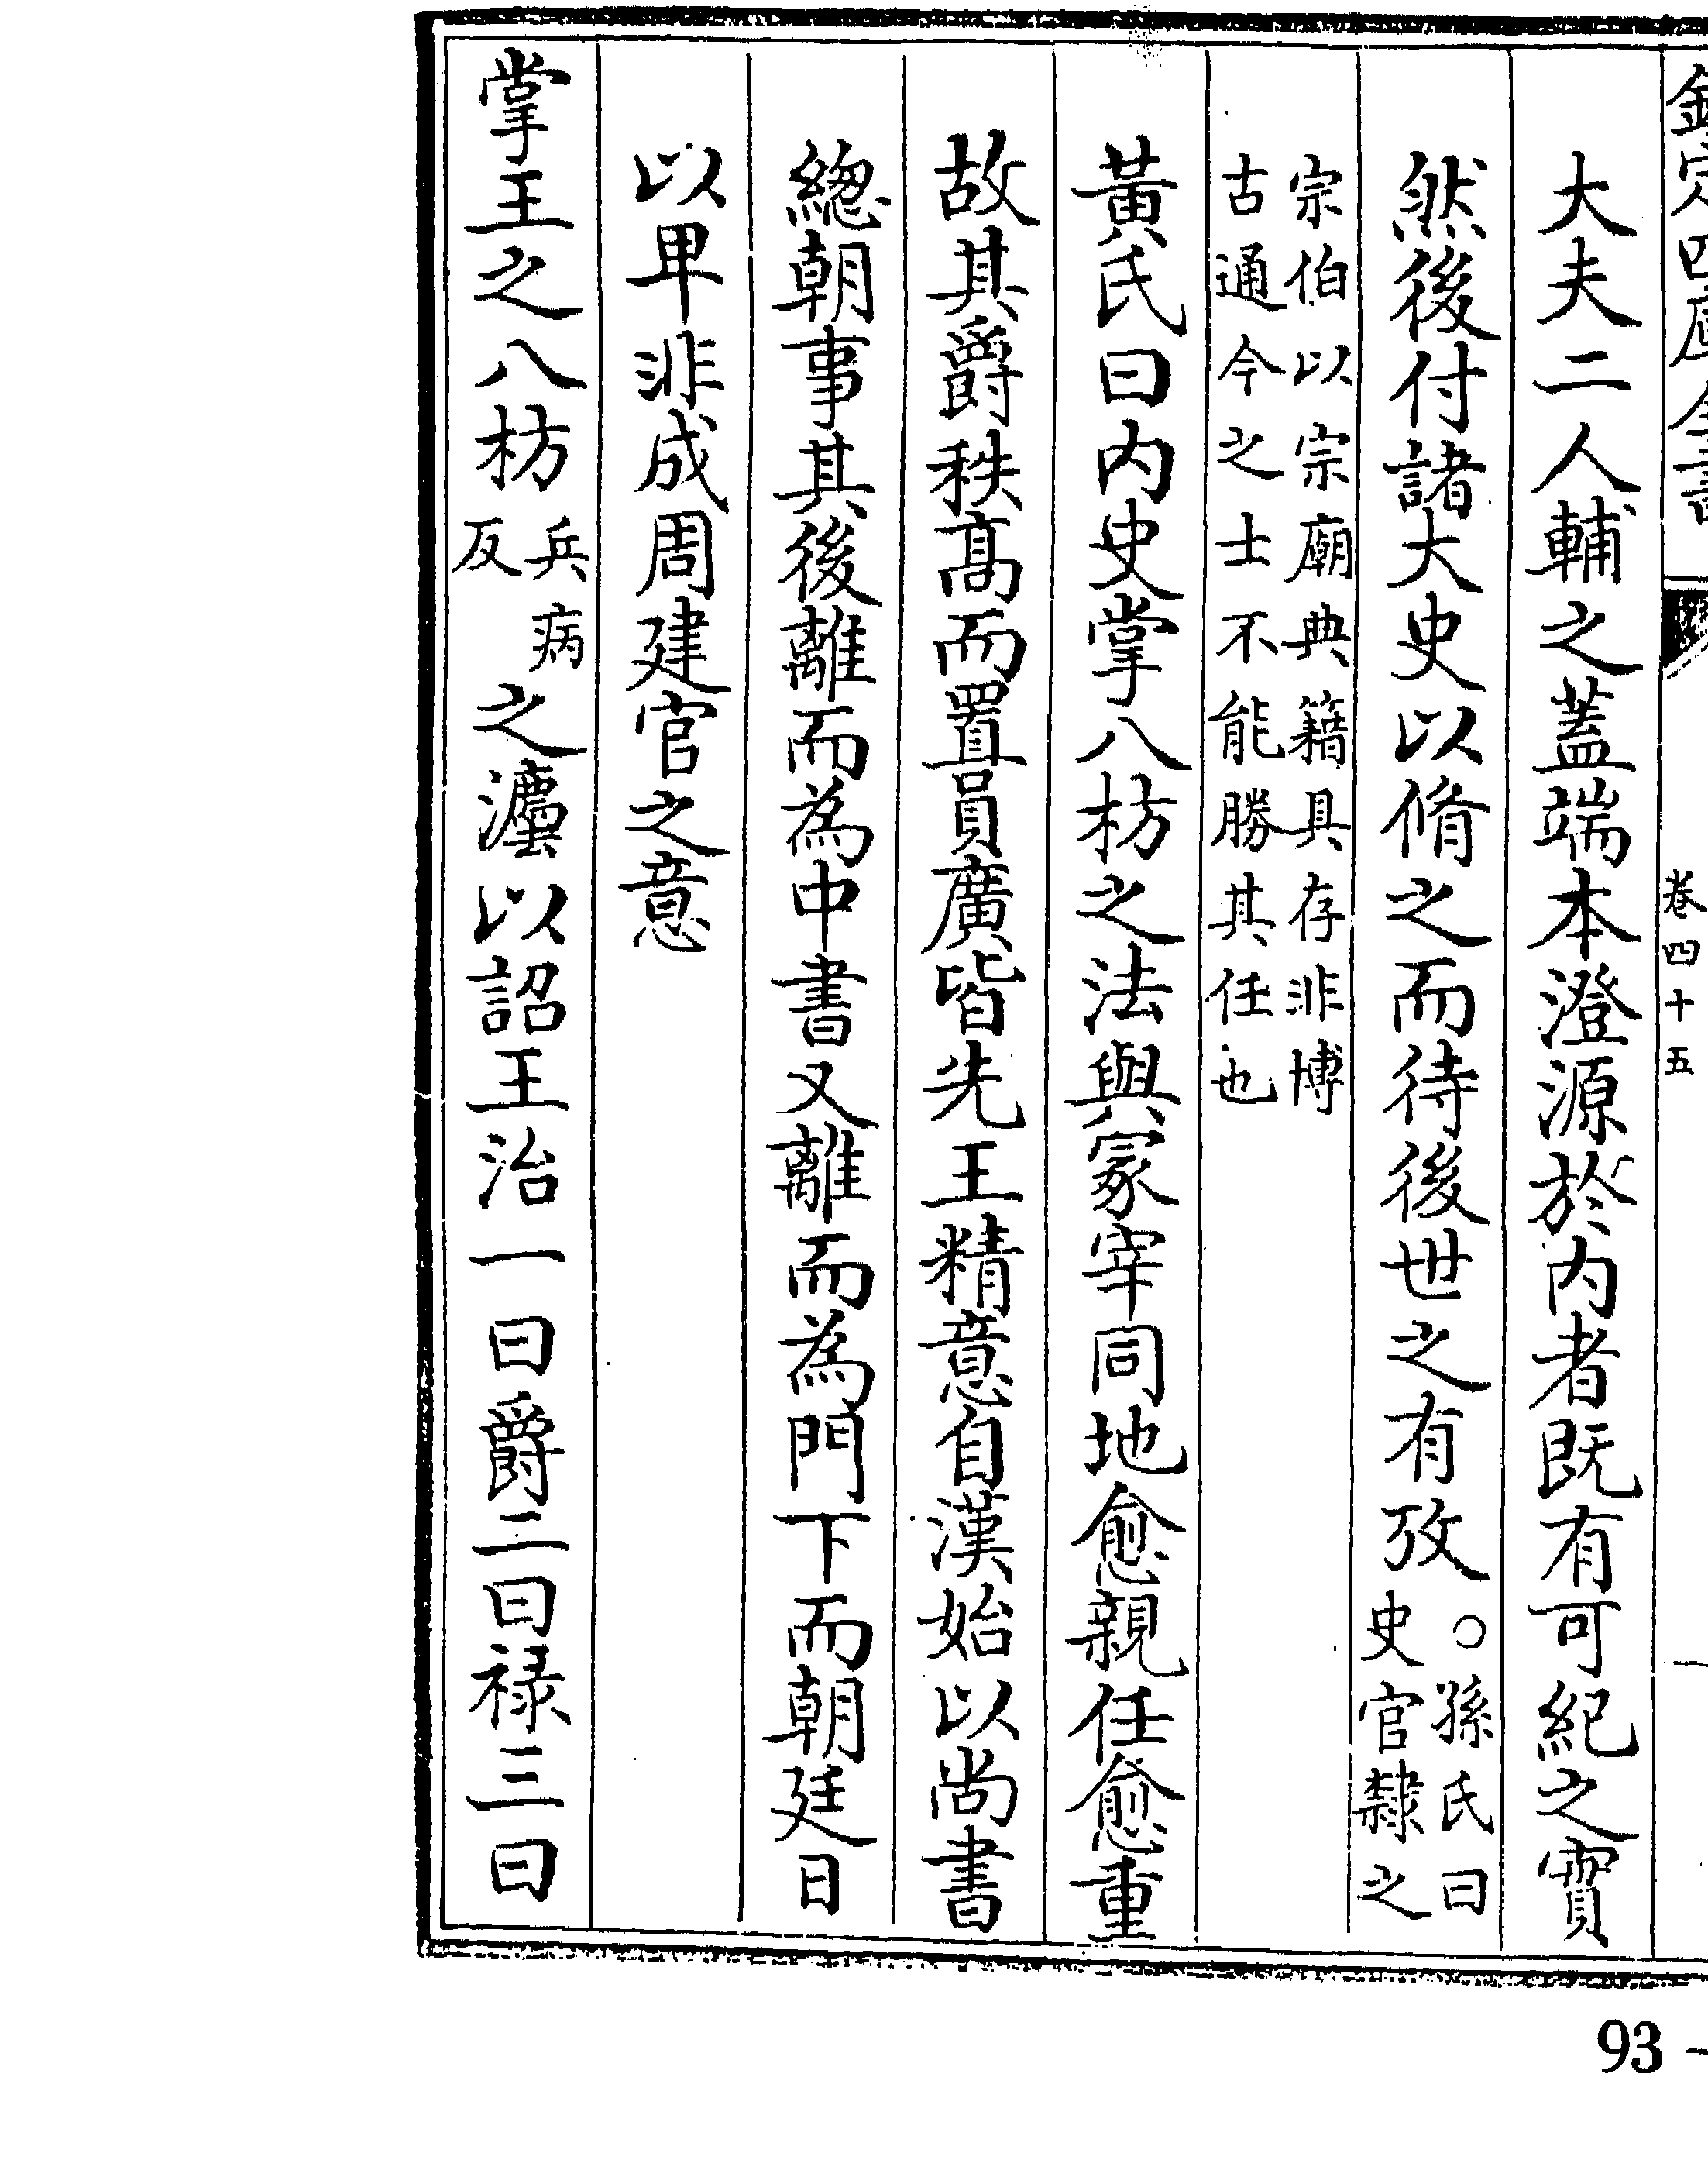 欽定四庫全書 卷四十五
大夫二人輔之蓋端本澄源於内者既有可紀之實
然後付諸大史以脩之而待後世之有攷○孫氏曰史官隸之
宗伯以宗廟典籍具存非博
古通今之士不能勝其任也
黃氏曰内史掌八枋之法與冡宰同地愈親任愈重
故其爵秩髙而置員廣皆先王精意自漢始以尚書
緫朝事其後離而為中書又離而為門下而朝廷日
以卑非成周建官之意
掌王之八枋兵病反之灋以詔王治一曰爵二曰禄三曰
93-